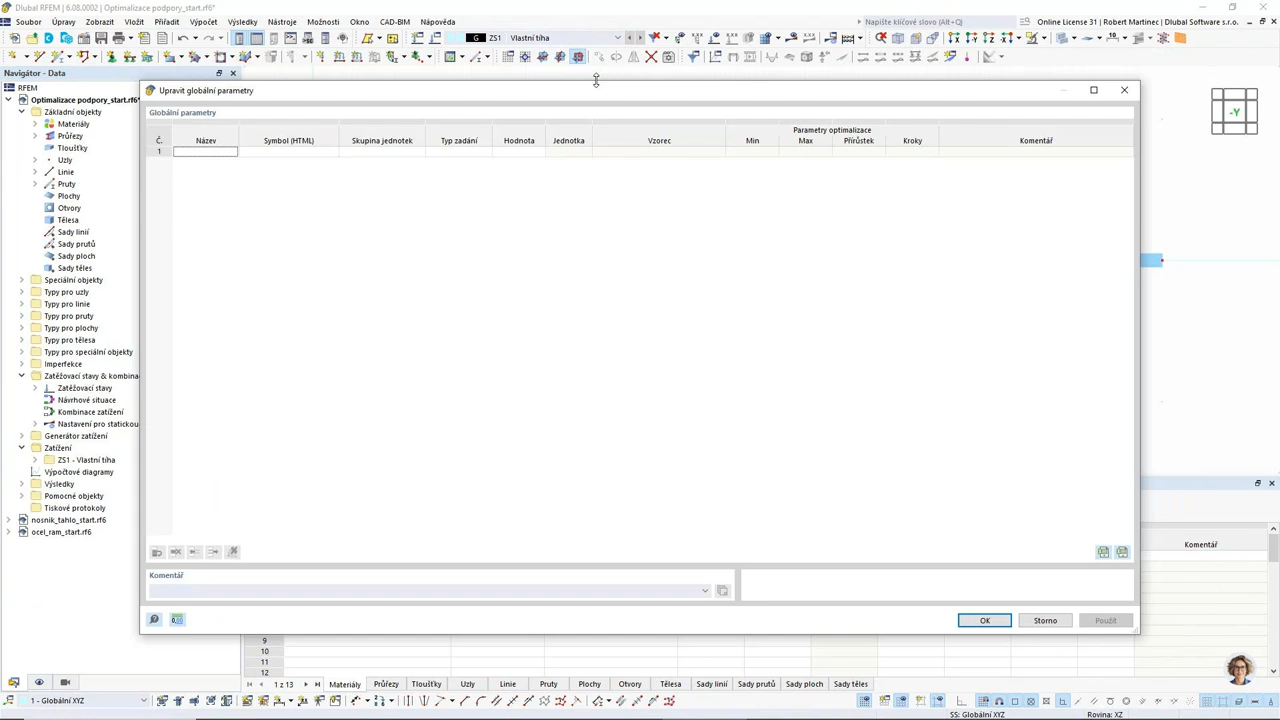 Dlubal RFEM | 6.08.0002 | Optimalizace podpory_start.rf6*
Soubor Úpravy Zobrazit Vložit Přiřadit Výpočet Výsledky Nástroje Možnosti Okno CAD-BIM Nápověda
Napište klíčové slovo (Alt+Q)
Online License 31 | Robert Martinec | Dlubal Software s.r.o.
G ZS1 Vlastní tíha
Navigátor - Data
RFEM
Optimalizace podpory_start.rf6*
Základní objekty
Materiály
Průřezy
Tloušťky
Uzly
Linie
Pruty
Plochy
Otvory
Tělesa
Sady linií
Sady prutů
Sady ploch
Sady těles
Speciální objekty
Typy pro uzly
Typy pro linie
Typy pro pruty
Typy pro plochy
Typy pro tělesa
Typy pro speciální objekty
Imperfekce
Zatěžovací stavy & kombina
Zatěžovací stavy
Návrhové situace
Kombinace zatížení
Nastavení pro statickou
Generátor zatížení
Zatížení
ZS1 - Vlastní tíha
Výpočtové diagramy
Výsledky
Pomocné objekty
Tiskové protokoly
nosnik_tahlo_start.rf6
ocel_ram_start.rf6
Upravit globální parametry
Globální parametry
Parametry optimalizace
Č. Název Symbol (HTML) Skupina jednotek Typ zadání Hodnota Jednotka Vzorec Min Max Přírůstek Kroky Komentář
1
Komentář
OK Storno Použít
-Y
Komentář
9
10
11
12
1 z 13 Materiály Průřezy Tloušťky Uzly Linie Pruty Plochy Otvory Tělesa Sady linií Sady prutů Sady ploch Sady těles
1 - Globální XYZ
SS: Globální XYZ Rovina: XZ